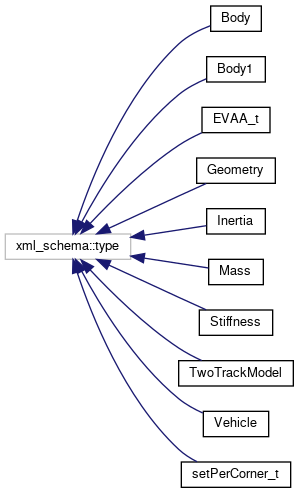 Body
Body1
EVAA_t
Geometry
Inertia
xml_schema::type
Mass
Stiffness
TwoTrackModel
Vehicle
setPerCorner_t